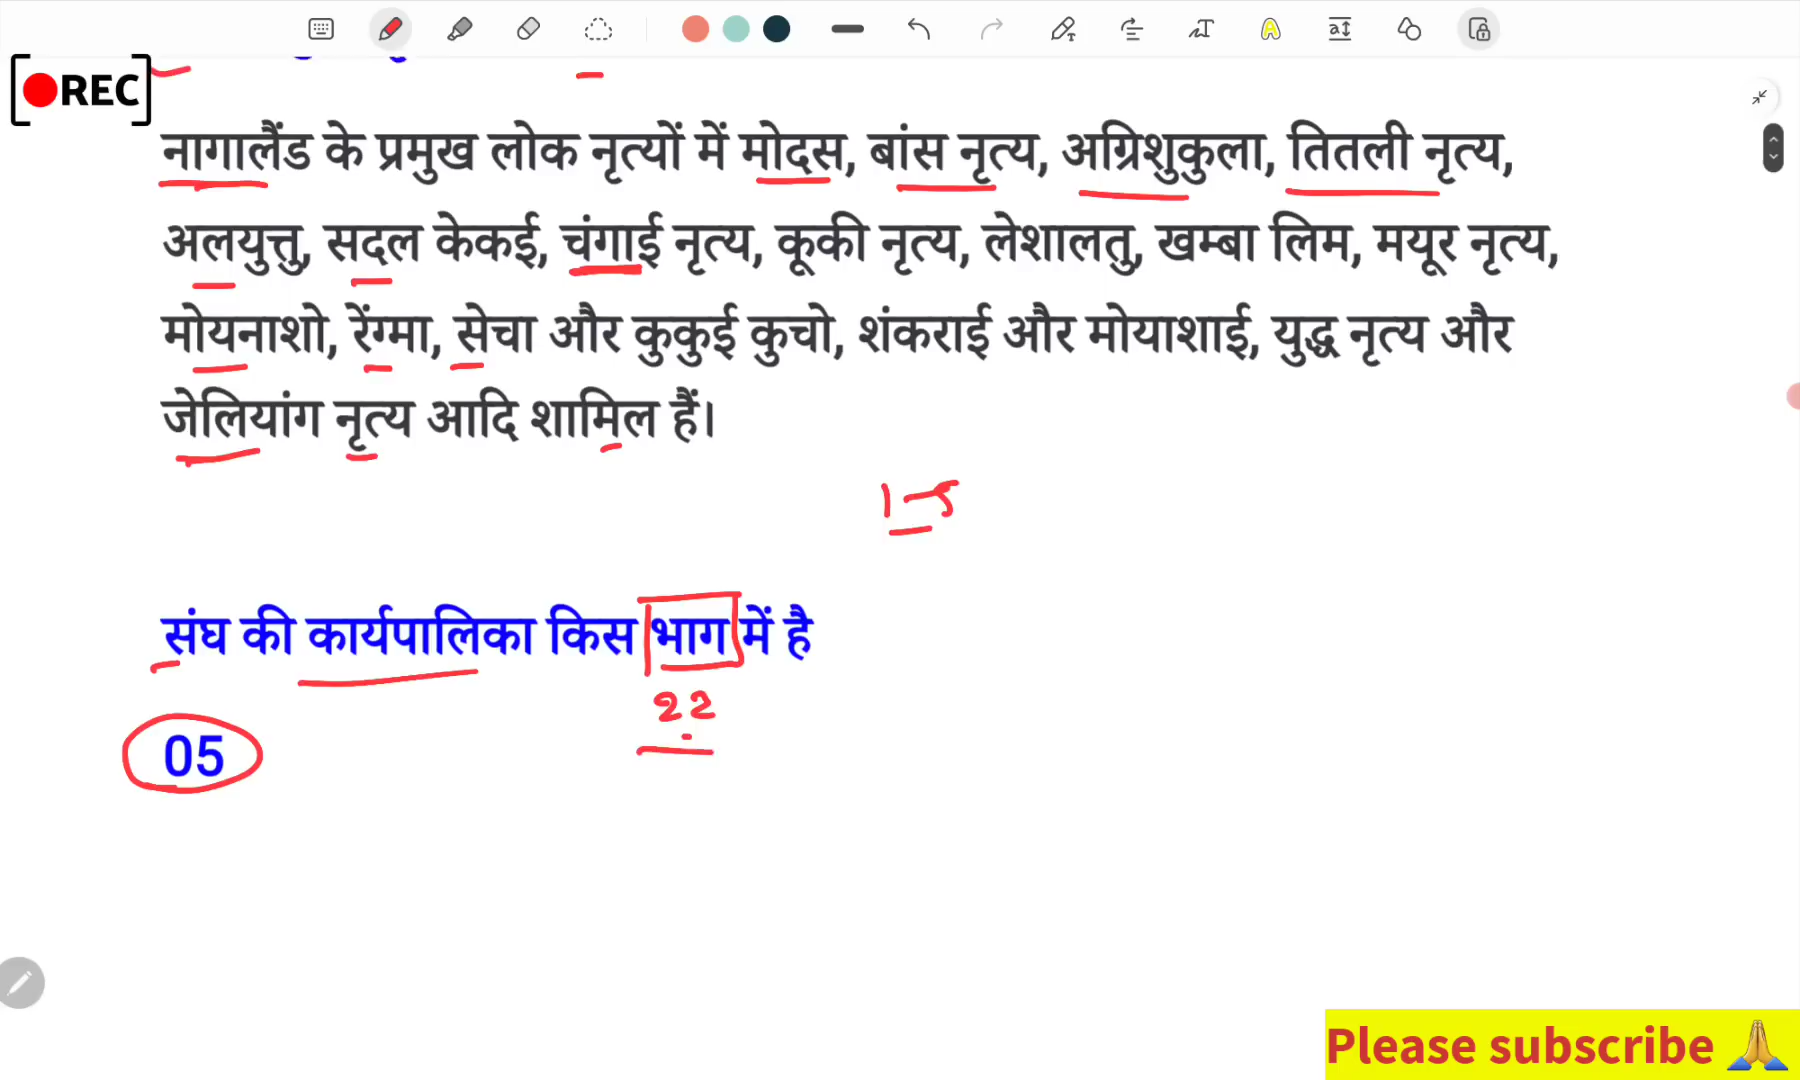 REC
नागालैंड के प्रमुख लोक नृत्यों में मोदस, बांस नृत्य, अग्रिशुकुला, तितली नृत्य,
अलयुत्तु, सदल केकई, चंगाई नृत्य, कूकी नृत्य, लेशालतु, खम्बा लिम, मयूर नृत्य,
मोयनाशो, रेंग्मा, सेचा और कुकुई कुचो, शंकराई और मोयाशाई, युद्ध नृत्य और
जेलियांग नृत्य आदि शामिल हैं।
संघ की कार्यपालिका किस भाग में है
22
05
Please subscribe 🙏